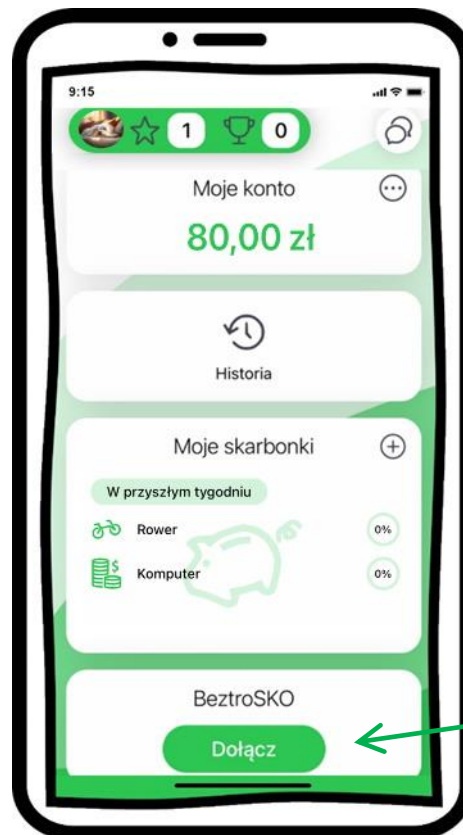 9:15
1 0
Moje konto
80,00 zł
Historia
Moje skarbonki
W przyszłym tygodniu
Rower 0%
$
Komputer 0%
BeztroSKO
Dołącz